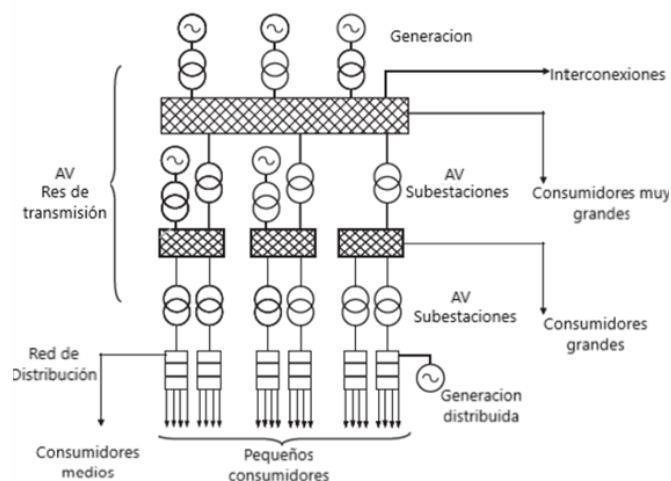 Generacion
Interconexiones
AV
Res de
transmisión
AV
Subestaciones
Consumidores muy
grandes
AV
Subestaciones
Consumidores
grandes
Red de
Distribución
Generacion
distribuida
Consumidores
medios
Pequeños
consumidores